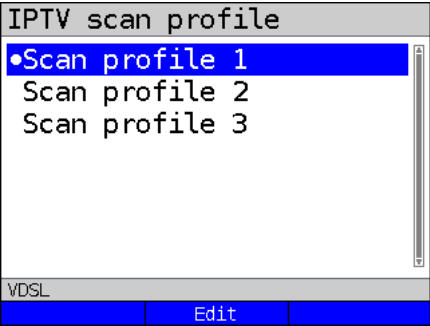 IPTV scan profile
●Scan profile 1
Scan profile 2
Scan profile 3
VDSL
Edit